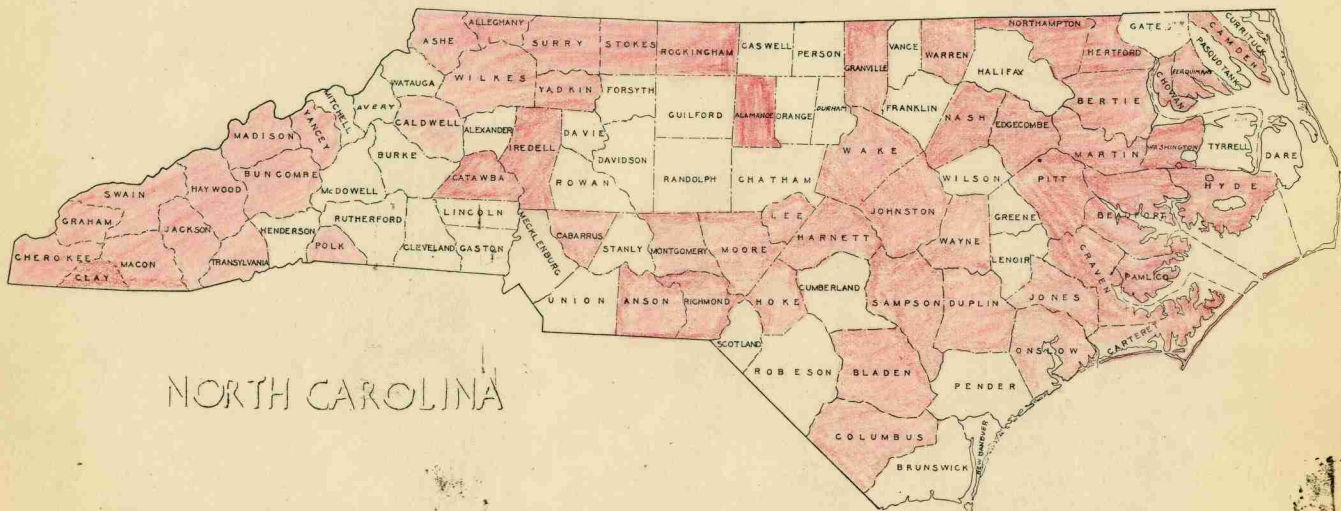 ALLEGHANY
ASHE
SURRY
STOKES
ROCKINGHAM
CASWELL
PERSON
GRANVILLE
VANCE
WARREN
NORTHAMPTON
GATES
CURRITUCK
CAMDEN
PASQUOTANK
HERTFORD
HALIFAX
WATAUGA
WILKES
YADKIN
FORSYTH
GUILFORD
ALAMANCE
ORANGE
DURHAM
FRANKLIN
NASH
EDGECOMBE
BERTIE
CHOWAN
PERQUIMANS
MITCHELL
AVERY
YANCEY
MADISON
CALDWELL
ALEXANDER
IREDELL
DAVIE
DAVIDSON
ROWAN
RANDOLPH
CHATHAM
WAKE
WILSON
MARTIN
WASHINGTON
TYRRELL
DARE
BURKE
BUNCOMBE
McDOWELL
CATAWBA
LINCOLN
SWAIN
HAYWOOD
GRAHAM
JACKSON
HENDERSON
RUTHERFORD
POLK
CLEVELAND
GASTON
MECKLENBURG
CABARRUS
STANLY
MONTGOMERY
MOORE
LEE
HARNETT
JOHNSTON
WAYNE
GREENE
PITT
BEAUFORT
HYDE
CHEROKEE
CLAY
MACON
TRANSYLVANIA
UNION
ANSON
RICHMOND
HOKE
CUMBERLAND
SAMPSON
DUPLIN
LENOIR
JONES
CRAVEN
PAMLICO
CARTERET
ONSLOW
SCOTLAND
ROBESON
BLADEN
PENDER
COLUMBUS
BRUNSWICK
NEW HANOVER
NORTH CAROLINA